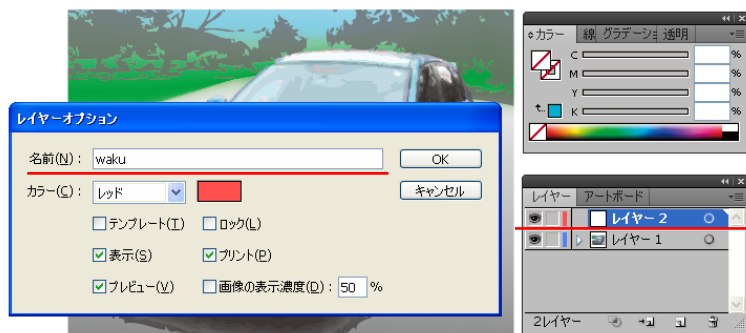 レイヤーオプション
名前(N): waku
OK
カラー(C): レッド
キャンセル
テンプレート(T) ロック(L)
表示(S) プリント(P)
プレビュー(V) 画像の表示濃度(D): 50 %
カラー 線 グラデーショ 透明
C %
M %
Y %
K %
レイヤー アートボード
レイヤー 2
レイヤー 1
2レイヤー